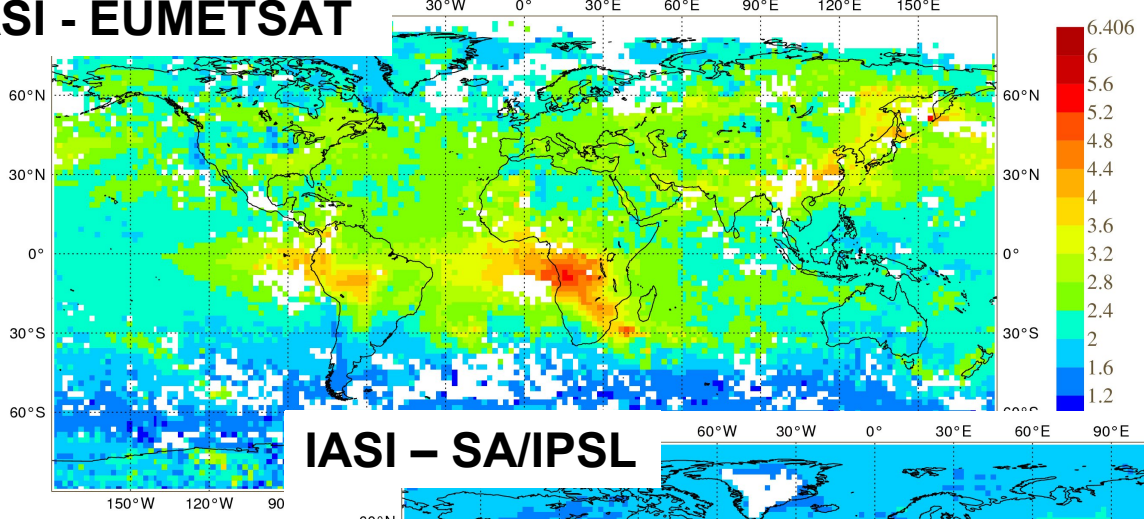 SI - EUMETSAT
30°W 0° 30°E 60°E 90°E 120°E 150°E
6.406
6
5.6
5.2
4.8
4.4
4
3.6
3.2
2.8
2.4
2
1.6
1.2
60°N 60°N
30°N 30°N
0° 0°
30°S 30°S
60°S
150°W 120°W 90
IASI – SA/IPSL
60°W 30°W 0° 30°E 60°E 90°E